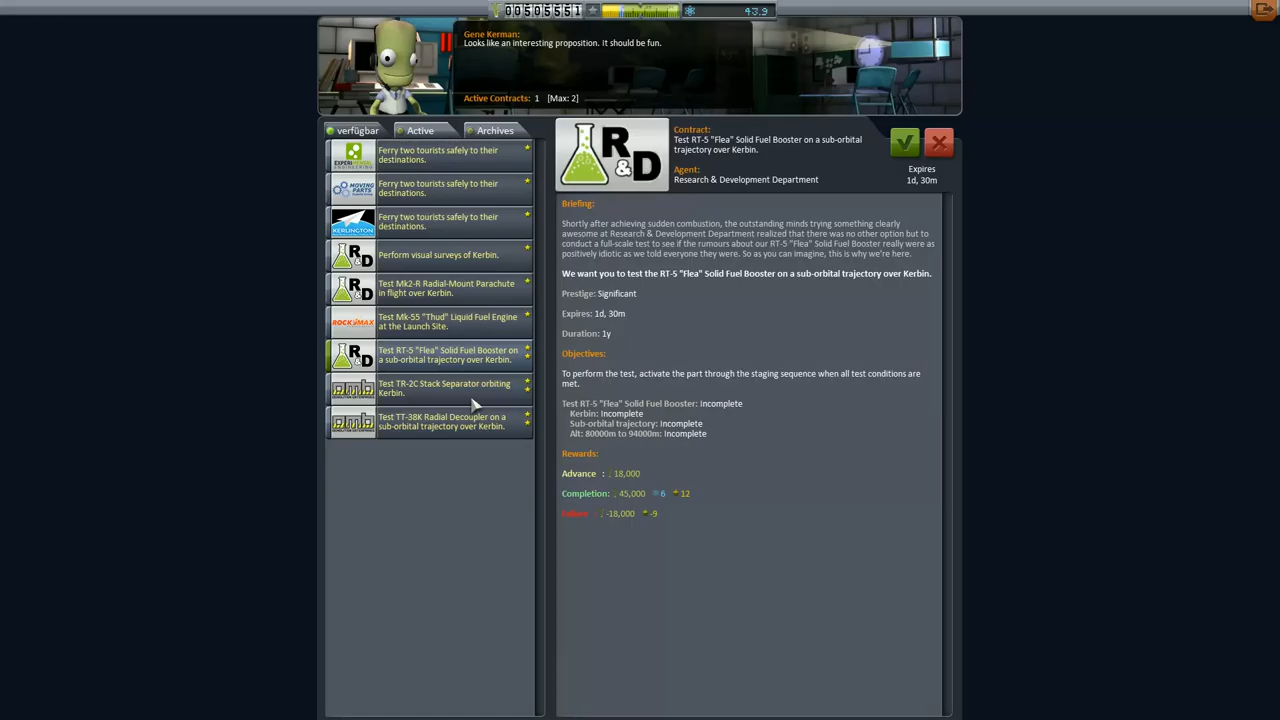 00505551
43.9
Gene Kerman:
Looks like an interesting proposition. It should be fun.
Active Contracts: 1 [Max: 2]
verfügbar
Active
Archives
Ferry two tourists safely to their
destinations.
MOVING PARTS
Ferry two tourists safely to their
destinations.
KERLINGTON
Ferry two tourists safely to their
destinations.
R&D
Perform visual surveys of Kerbin.
R&D
Test Mk2-R Radial-Mount Parachute
in flight over Kerbin.
ROCKOMAX
Test Mk-55 "Thud" Liquid Fuel Engine
at the Launch Site.
R&D
Test RT-5 "Flea" Solid Fuel Booster on
a sub-orbital trajectory over Kerbin.
Test TR-2C Stack Separator orbiting
Kerbin.
Test TT-38K Radial Decoupler on a
sub-orbital trajectory over Kerbin.
R&D
Contract:
Test RT-5 "Flea" Solid Fuel Booster on a sub-orbital
trajectory over Kerbin.
Agent:
Research & Development Department
Expires
1d, 30m
Briefing:
Shortly after achieving sudden combustion, the outstanding minds trying something clearly
awesome at Research & Development Department realized that there was no other option but to
conduct a full-scale test to see if the rumours about our RT-5 "Flea" Solid Fuel Booster really were as
positively idiotic as we told everyone they were. So as you can imagine, this is why we're here.
We want you to test the RT-5 "Flea" Solid Fuel Booster on a sub-orbital trajectory over Kerbin.
Prestige: Significant
Expires: 1d, 30m
Duration: 1y
Objectives:
To perform the test, activate the part through the staging sequence when all test conditions are
met.
Test RT-5 "Flea" Solid Fuel Booster: Incomplete
Kerbin: Incomplete
Sub-orbital trajectory: Incomplete
Alt: 80000m to 94000m: Incomplete
Rewards:
Advance : 18,000
Completion: 45,000 6 12
Failure : -18,000 -9